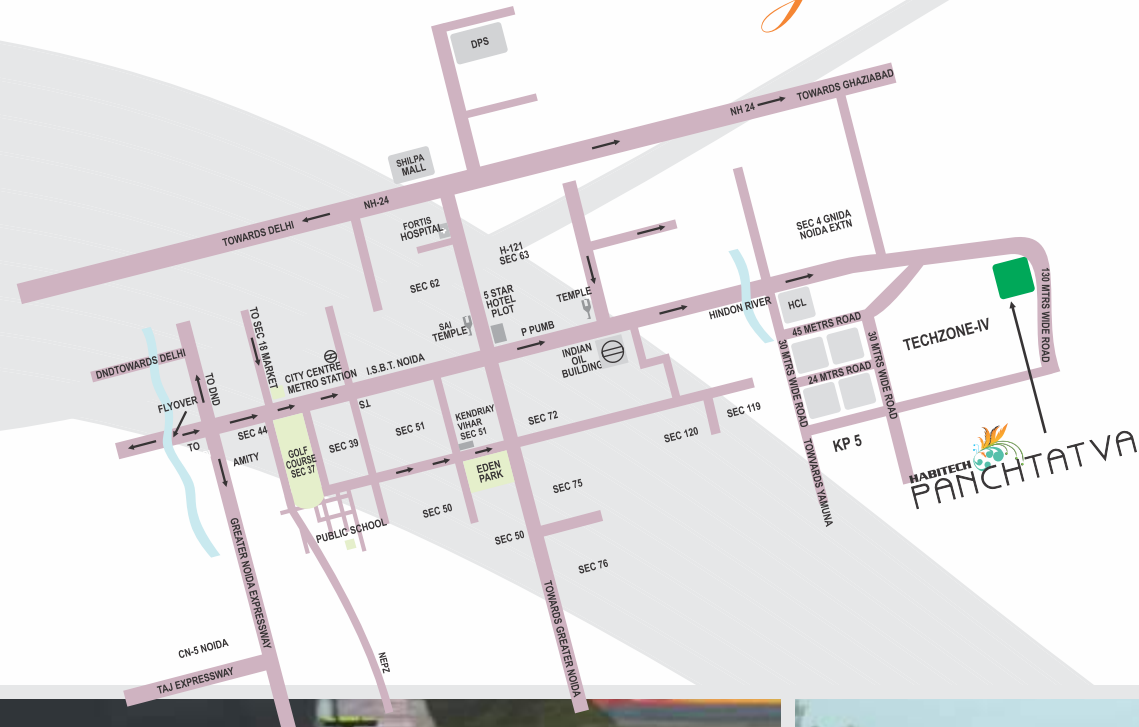 DPS
TOWARDS GHAZIABAD
NH 24
SHILPA
MALL
NH-24
TOWARDS DELHI
FORTIS
HOSPITAL
H-121
SEC 63
SEC 4 GNIDA
NOIDA EXTN
SEC 62
5 STAR
HOTEL
PLOT
TEMPLE
SAI
TEMPLE
P PUMB
HINDON RIVER
HCL
45 METRS ROAD
130 MTRS WIDE ROAD
TECHZONE-IV
30 MTRS WIDE ROAD
30 MTRS WIDE ROAD
24 MTRS ROAD
TO SEC 18 MARKET
DNDTOWARDS DELHI
TO DND
CITY CENTRE
METRO STATION
I.S.B.T. NOIDA
INDIAN
OIL
BUILDING
FLYOVER
TO
SEC 44
AMITY
ST
GOLF
COURSE
SEC 37
SEC 39
SEC 51
KENDRIAY
VIHAR
SEC 51
SEC 72
SEC 119
SEC 120
KP 5
EDEN
PARK
SEC 75
SEC 50
SEC 50
PUBLIC SCHOOL
SEC 76
TOWVARDS YAMUNA
HABITECH
PANCHTATVA
GREATER NOIDA EXPRESSWAY
TOWARDS GREATER NOIDA
CN-5 NOIDA
TAJ EXPRESSWAY
NEPZ